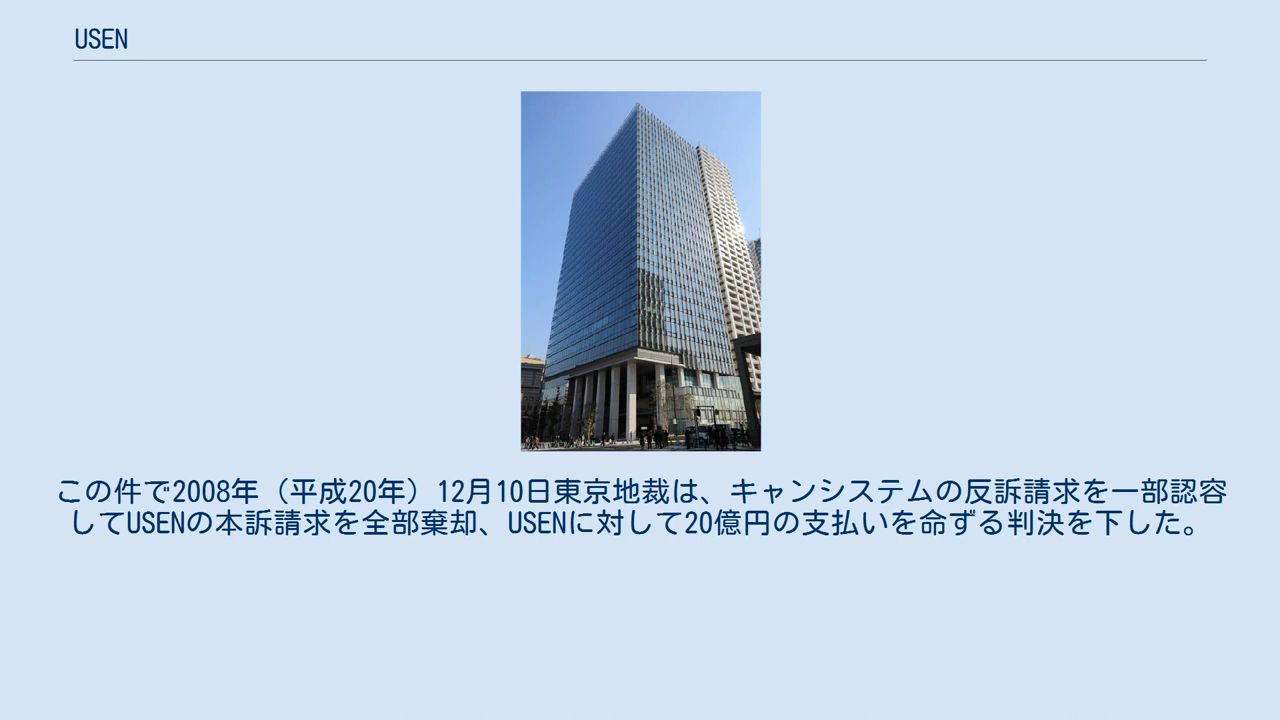 USEN
この件で2008年（平成20年）12月10日東京地裁は、キャンシステムの反訴請求を一部認容
してUSENの本訴請求を全部棄却、USENに対して20億円の支払いを命ずる判決を下した。